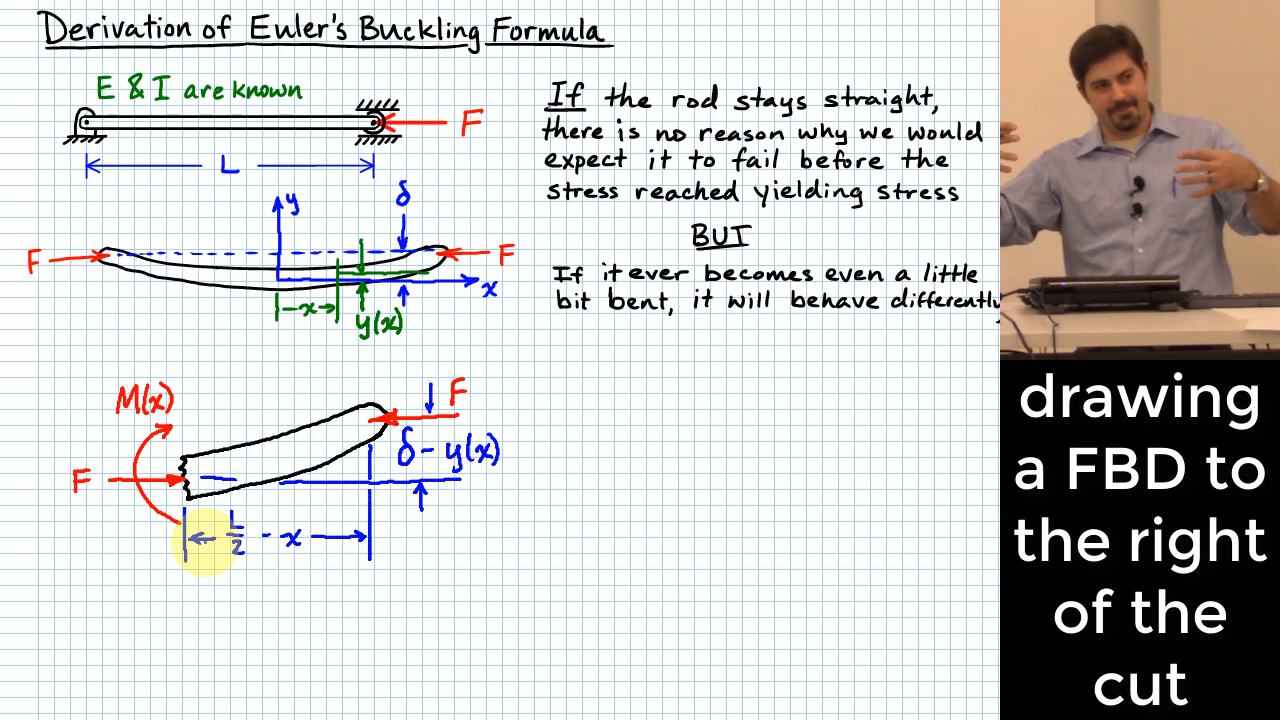 Derivation of Euler's Buckling Formula
E & I are known
F
L
If the rod stays straight,
there is no reason why we would
expect it to fail before the
stress reached yielding stress
BUT
If it ever becomes even a little
bit bent, it will behave differently
y
δ
F
F
x
x
y(x)
M(x)
F
δ - y(x)
F
L/2 - x
drawing
a FBD to
the right
of the
cut